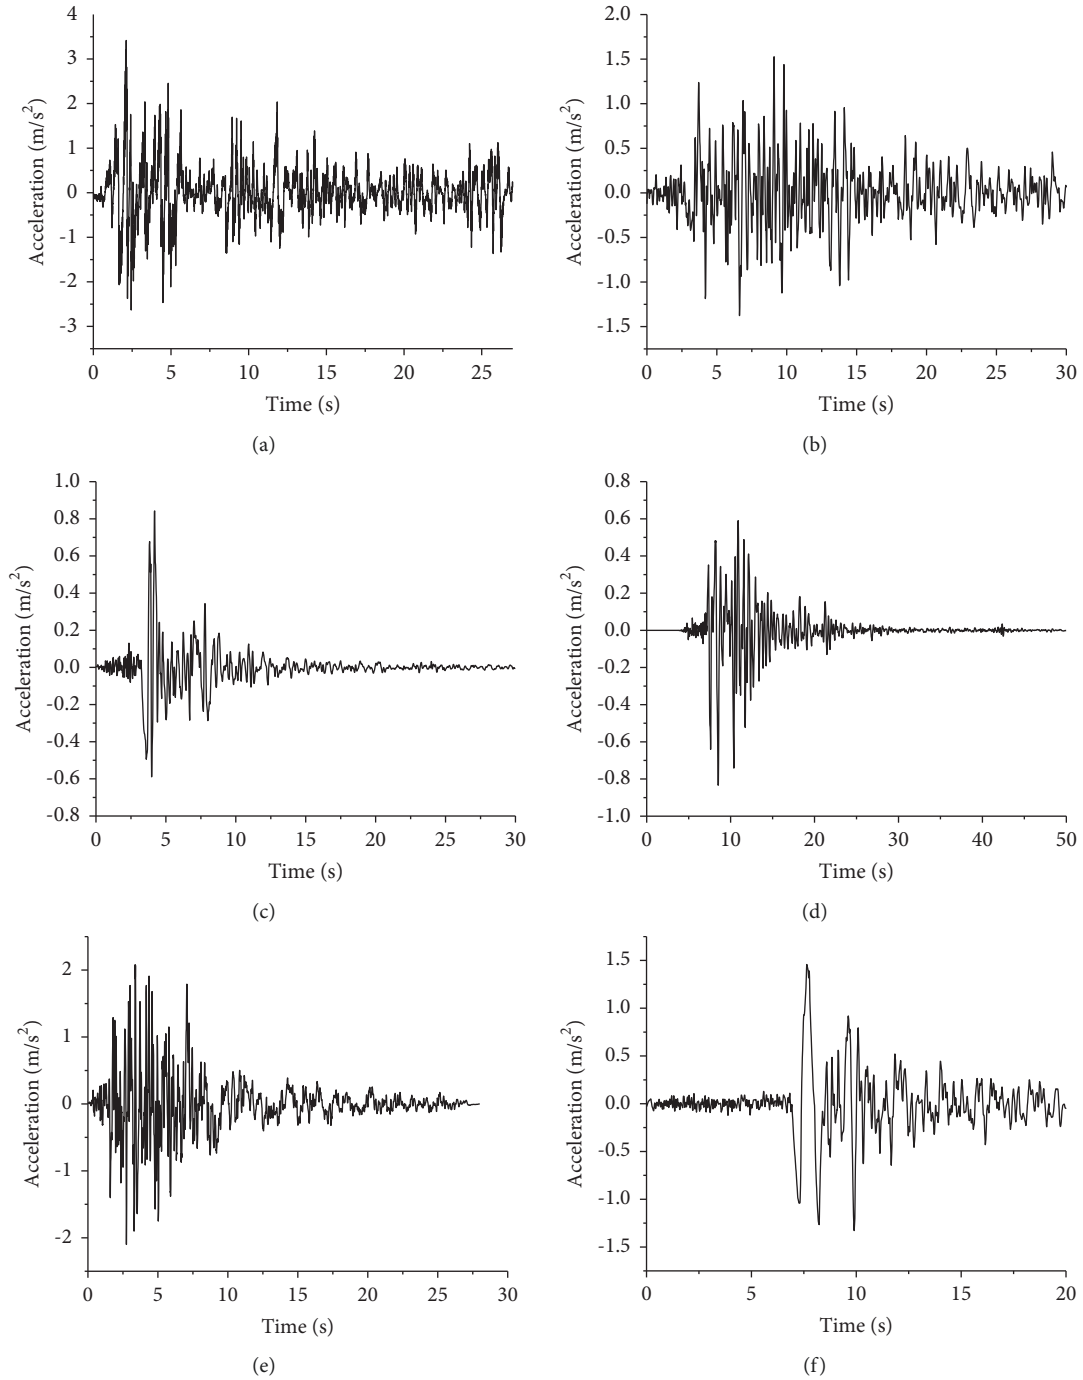 4
3
2
1
0
-1
-2
-3
Acceleration (m/s²)
0 5 10 15 20 25
Time (s)
(a)
2.0
1.5
1.0
0.5
0.0
-0.5
-1.0
-1.5
Acceleration (m/s²)
0 5 10 15 20 25 30
Time (s)
(b)
1.0
0.8
0.6
0.4
0.2
0.0
-0.2
-0.4
-0.6
-0.8
Acceleration (m/s²)
0 5 10 15 20 25 30
Time (s)
(c)
0.8
0.6
0.4
0.2
0.0
-0.2
-0.4
-0.6
-0.8
-1.0
Acceleration (m/s²)
0 10 20 30 40 50
Time (s)
(d)
2
1
0
-1
-2
Acceleration (m/s²)
0 5 10 15 20 25 30
Time (s)
(e)
1.5
1.0
0.5
0.0
-0.5
-1.0
-1.5
Acceleration (m/s²)
0 5 10 15 20
Time (s)
(f)